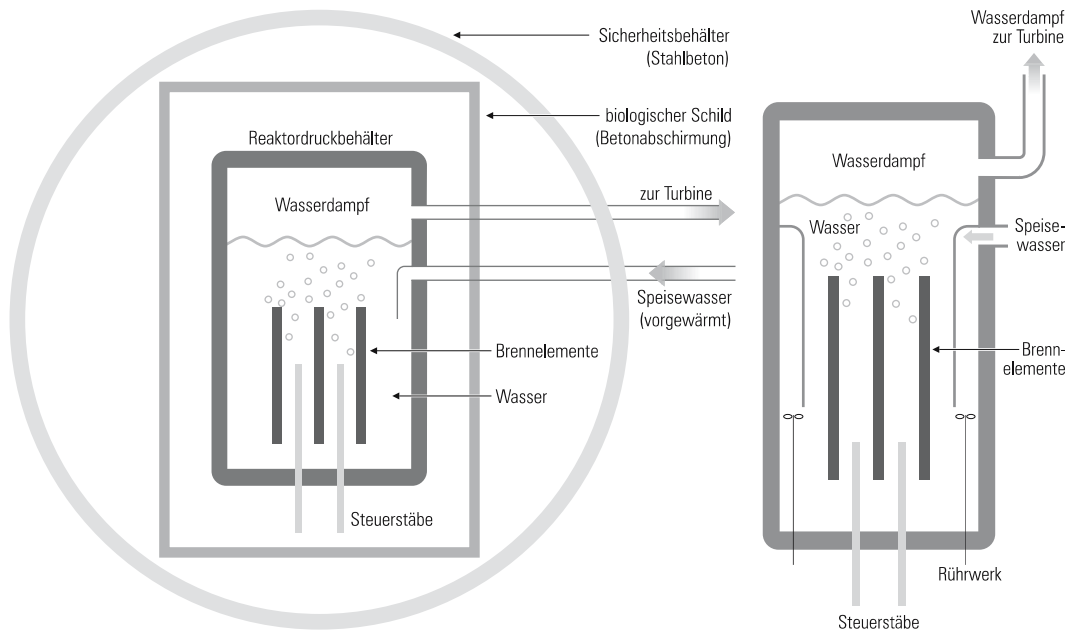 Sicherheitsbehälter
(Stahlbeton)
biologischer Schild
(Betonabschirmung)
Reaktordruckbehälter
Wasserdampf
zur Turbine
Speisewasser
(vorgewärmt)
Brennelemente
Wasser
Steuerstäbe
Wasserdampf
zur Turbine
Wasserdampf
Wasser
Speise-
wasser
Brenn-
elemente
Rührwerk
Steuerstäbe